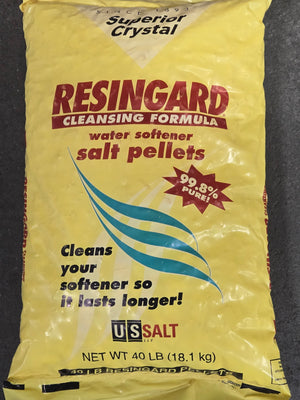 SINCE 1893
Superior
Crystal
RESINGARD
CLEANSING FORMULA
water softener
salt pellets
99.8%
PURE!
Cleans
your
softener so
it lasts longer!
US SALT
LLC
NET WT 40 LB (18.1 kg)
40 LB RESINGARD PELLETS